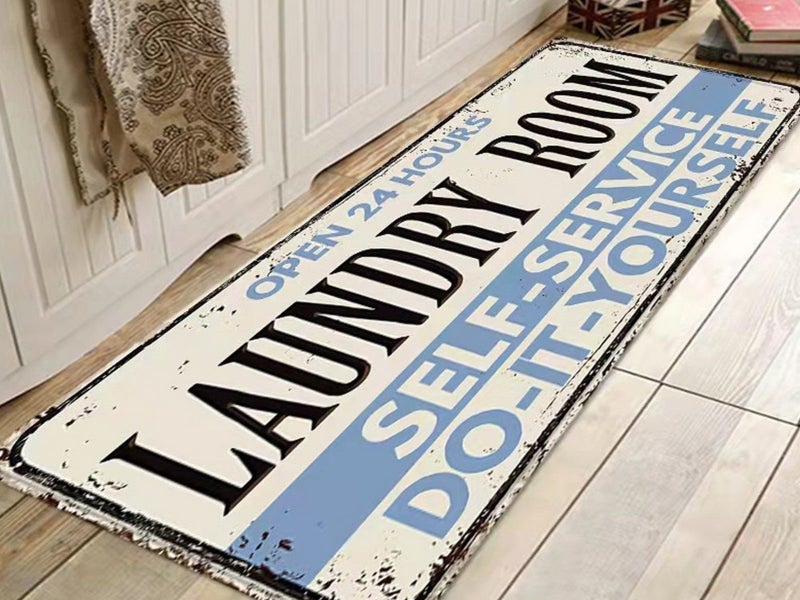 OPEN 24 HOURS
LAUNDRY ROOM
SELF-SERVICE
DO-IT-YOURSELF